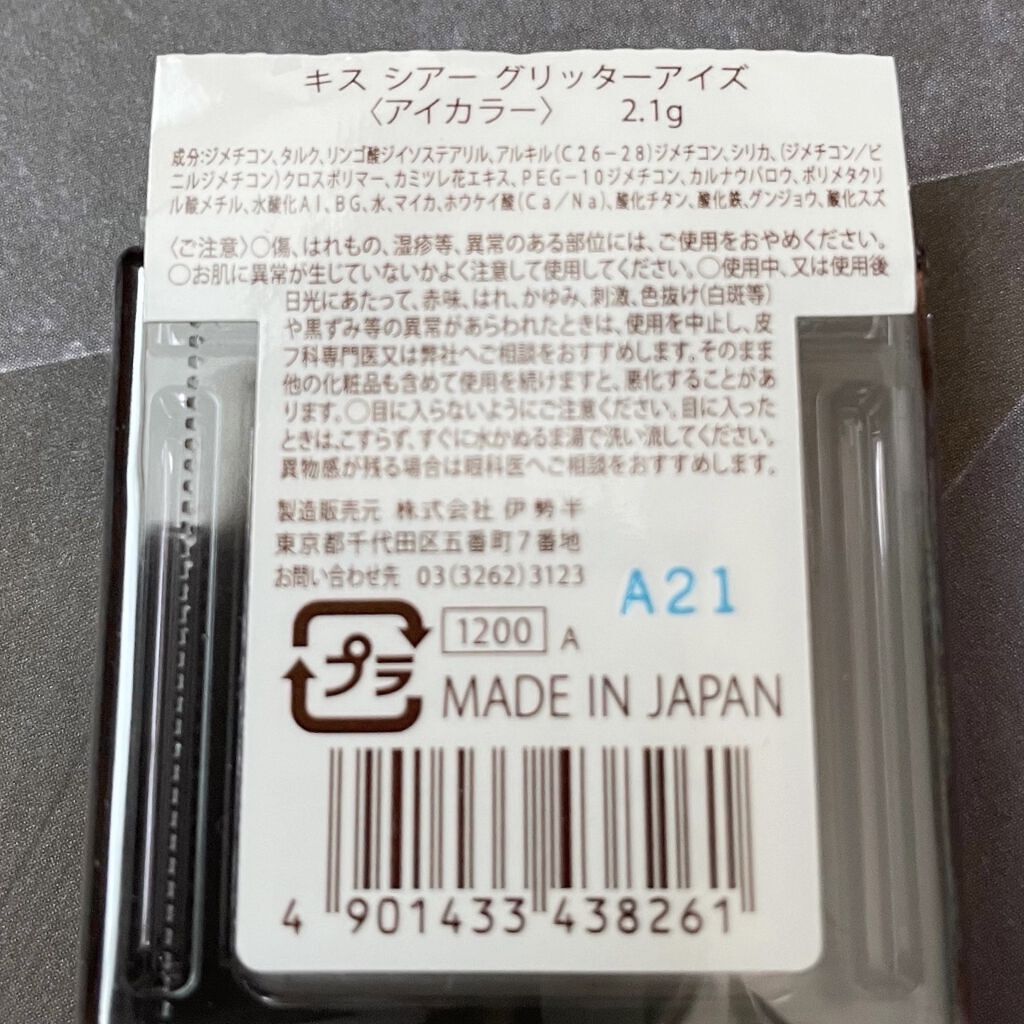 キス シアー グリッターアイズ
〈アイカラー〉 2.1g
成分:ジメチコン、タルク、リンゴ酸ジイソステアリル、アルキル(C26-28)ジメチコン、シリカ、(ジメチコン/ビ
ニルジメチコン)クロスポリマー、カミツレ花エキス、PEG-10ジメチコン、カルナウバロウ、ポリメタクリ
ル酸メチル、水酸化Al、BG、水、マイカ、ホウケイ酸(Ca/Na)、酸化チタン、酸化鉄、グンジョウ、酸化スズ
〈ご注意〉○傷、はれもの、湿疹等、異常のある部位には、ご使用をおやめください。
○お肌に異常が生じていないかよく注意して使用してください。○使用中、又は使用後
日光にあたって、赤味、はれ、かゆみ、刺激、色抜け(白斑等)
や黒ずみ等の異常があらわれたときは、使用を中止し、皮
フ科専門医又は弊社へご相談をおすすめします。そのまま
他の化粧品も含めて使用を続けますと、悪化することがあ
ります。○目に入らないようにご注意ください。目に入った
ときは、こすらず、すぐに水かぬるま湯で洗い流してください。
異物感が残る場合は眼科医へご相談をおすすめします。
製造販売元 株式会社 伊勢半
東京都千代田区五番町7番地
お問い合わせ先 03(3262)3123
A21
プラ
1200 A
MADE IN JAPAN
4 901433 438261